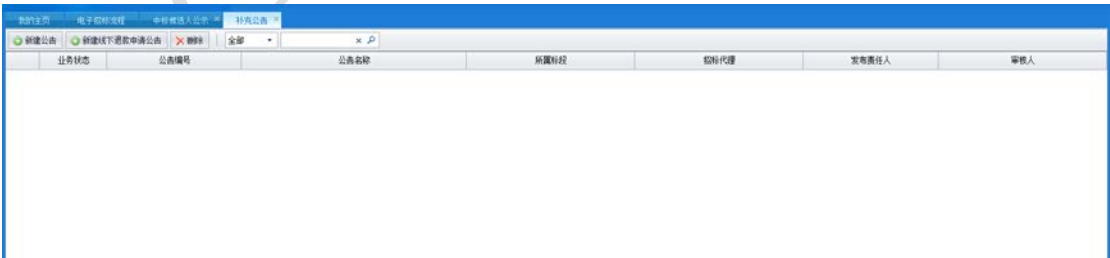 我的主页 电子招标流程 中标候选人公示 × 补充公告 ×
新建公告 新建线下退款申请公告 删除 全部
业务状态 公告编号 公告名称 所属标段 招标代理 发布责任人 审核人